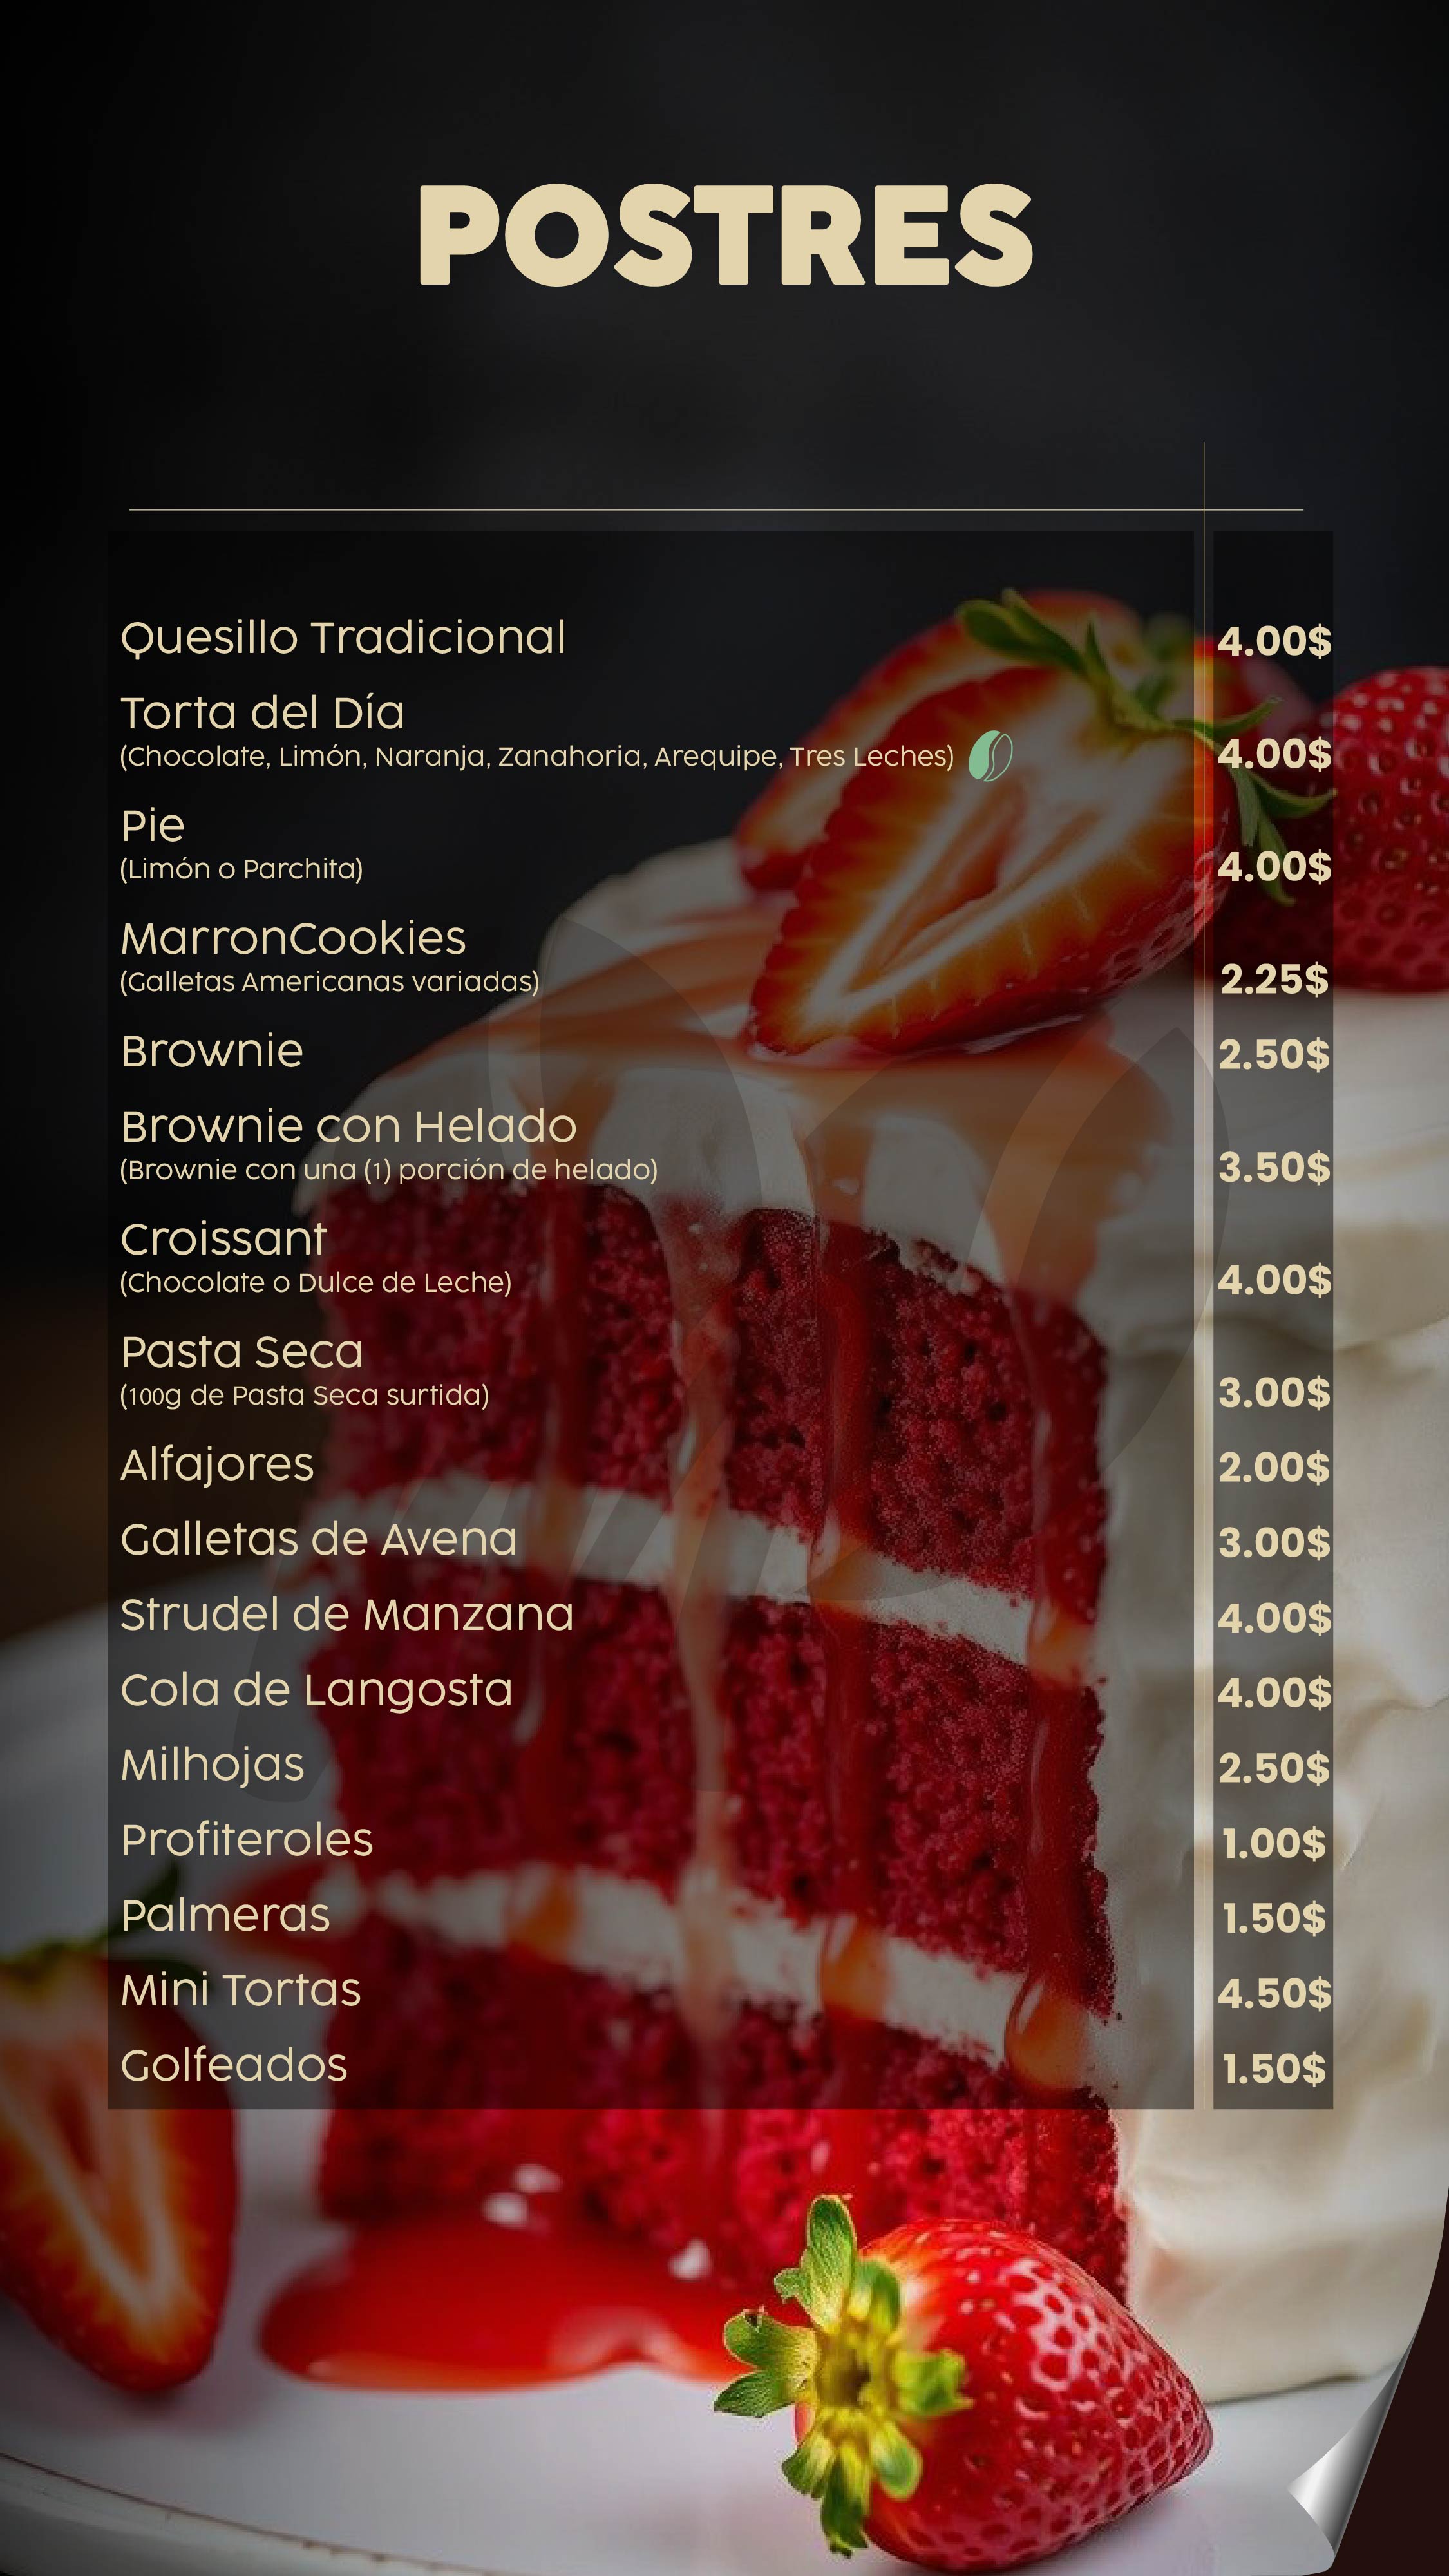 POSTRES
Quesillo Tradicional 4.00$
Torta del Día
(Chocolate, Limón, Naranja, Zanahoria, Arequipe, Tres Leches) 4.00$
Pie
(Limón o Parchita) 4.00$
MarronCookies
(Galletas Americanas variadas) 2.25$
Brownie 2.50$
Brownie con Helado
(Brownie con una (1) porción de helado) 3.50$
Croissant
(Chocolate o Dulce de Leche) 4.00$
Pasta Seca
(100g de Pasta Seca surtida) 3.00$
Alfajores 2.00$
Galletas de Avena 3.00$
Strudel de Manzana 4.00$
Cola de Langosta 4.00$
Milhojas 2.50$
Profiteroles 1.00$
Palmeras 1.50$
Mini Tortas 4.50$
Golfeados 1.50$